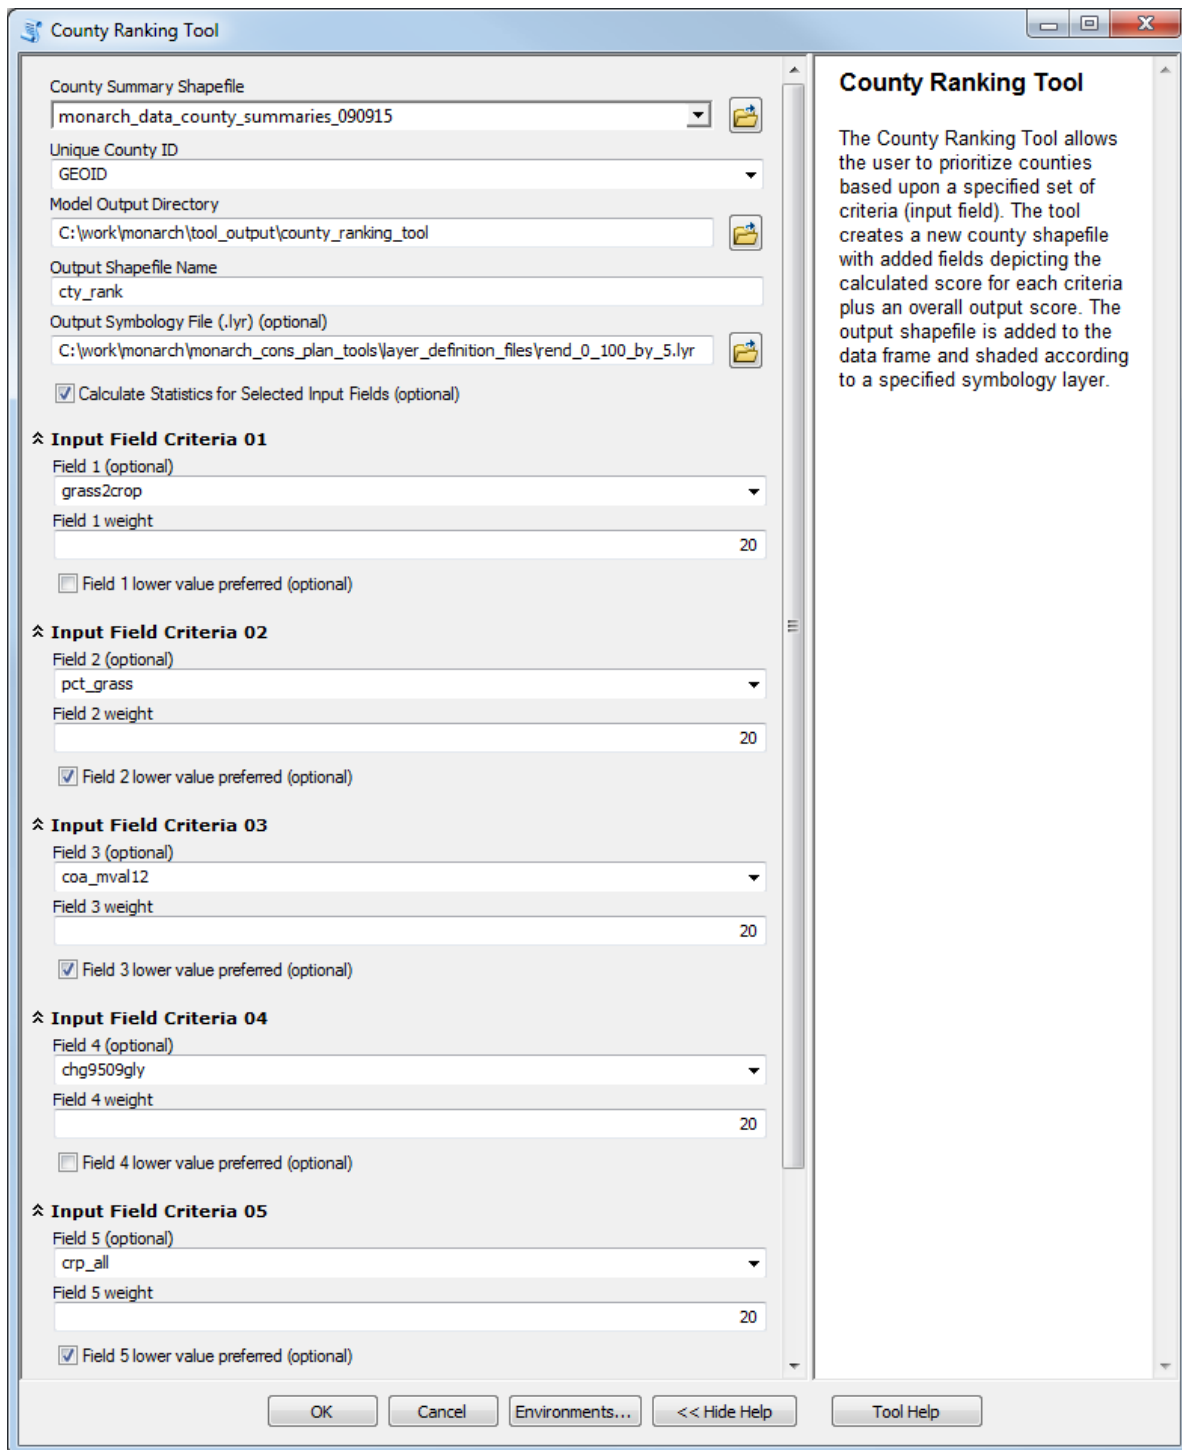 County Ranking Tool
County Summary Shapefile
monarch_data_county_summaries_090915
Unique County ID
GEOID
Model Output Directory
C:\work\monarch\tool_output\county_ranking_tool
Output Shapefile Name
cty_rank
Output Symbology File (.lyr) (optional)
C:\work\monarch\monarch_cons_plan_tools\layer_definition_files\rend_0_100_by_5.lyr
Calculate Statistics for Selected Input Fields (optional)
Input Field Criteria 01
Field 1 (optional)
grass2crop
Field 1 weight
20
Field 1 lower value preferred (optional)
Input Field Criteria 02
Field 2 (optional)
pct_grass
Field 2 weight
20
Field 2 lower value preferred (optional)
Input Field Criteria 03
Field 3 (optional)
coa_mval12
Field 3 weight
20
Field 3 lower value preferred (optional)
Input Field Criteria 04
Field 4 (optional)
chg9509gly
Field 4 weight
20
Field 4 lower value preferred (optional)
Input Field Criteria 05
Field 5 (optional)
crp_all
Field 5 weight
20
Field 5 lower value preferred (optional)
County Ranking Tool
The County Ranking Tool allows
the user to prioritize counties
based upon a specified set of
criteria (input field). The tool
creates a new county shapefile
with added fields depicting the
calculated score for each criteria
plus an overall output score. The
output shapefile is added to the
data frame and shaded according
to a specified symbology layer.
OK
Cancel
Environments...
<< Hide Help
Tool Help